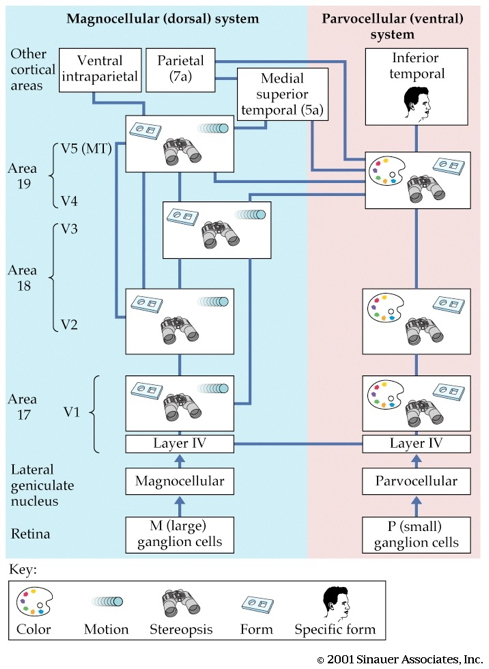 Magnocellular (dorsal) system
Parvocellular (ventral)
system
Other
cortical
areas
Ventral
intraparietal
Parietal
(7a)
Medial
superior
temporal (5a)
Inferior
temporal
Area
19
V5 (MT)
V4
Area
18
V3
V2
Area
17
V1
Layer IV
Layer IV
Lateral
geniculate
nucleus
Magnocellular
Parvocellular
Retina
M (large)
ganglion cells
P (small)
ganglion cells
Key:
Color
Motion
Stereopsis
Form
Specific form
© 2001 Sinauer Associates, Inc.